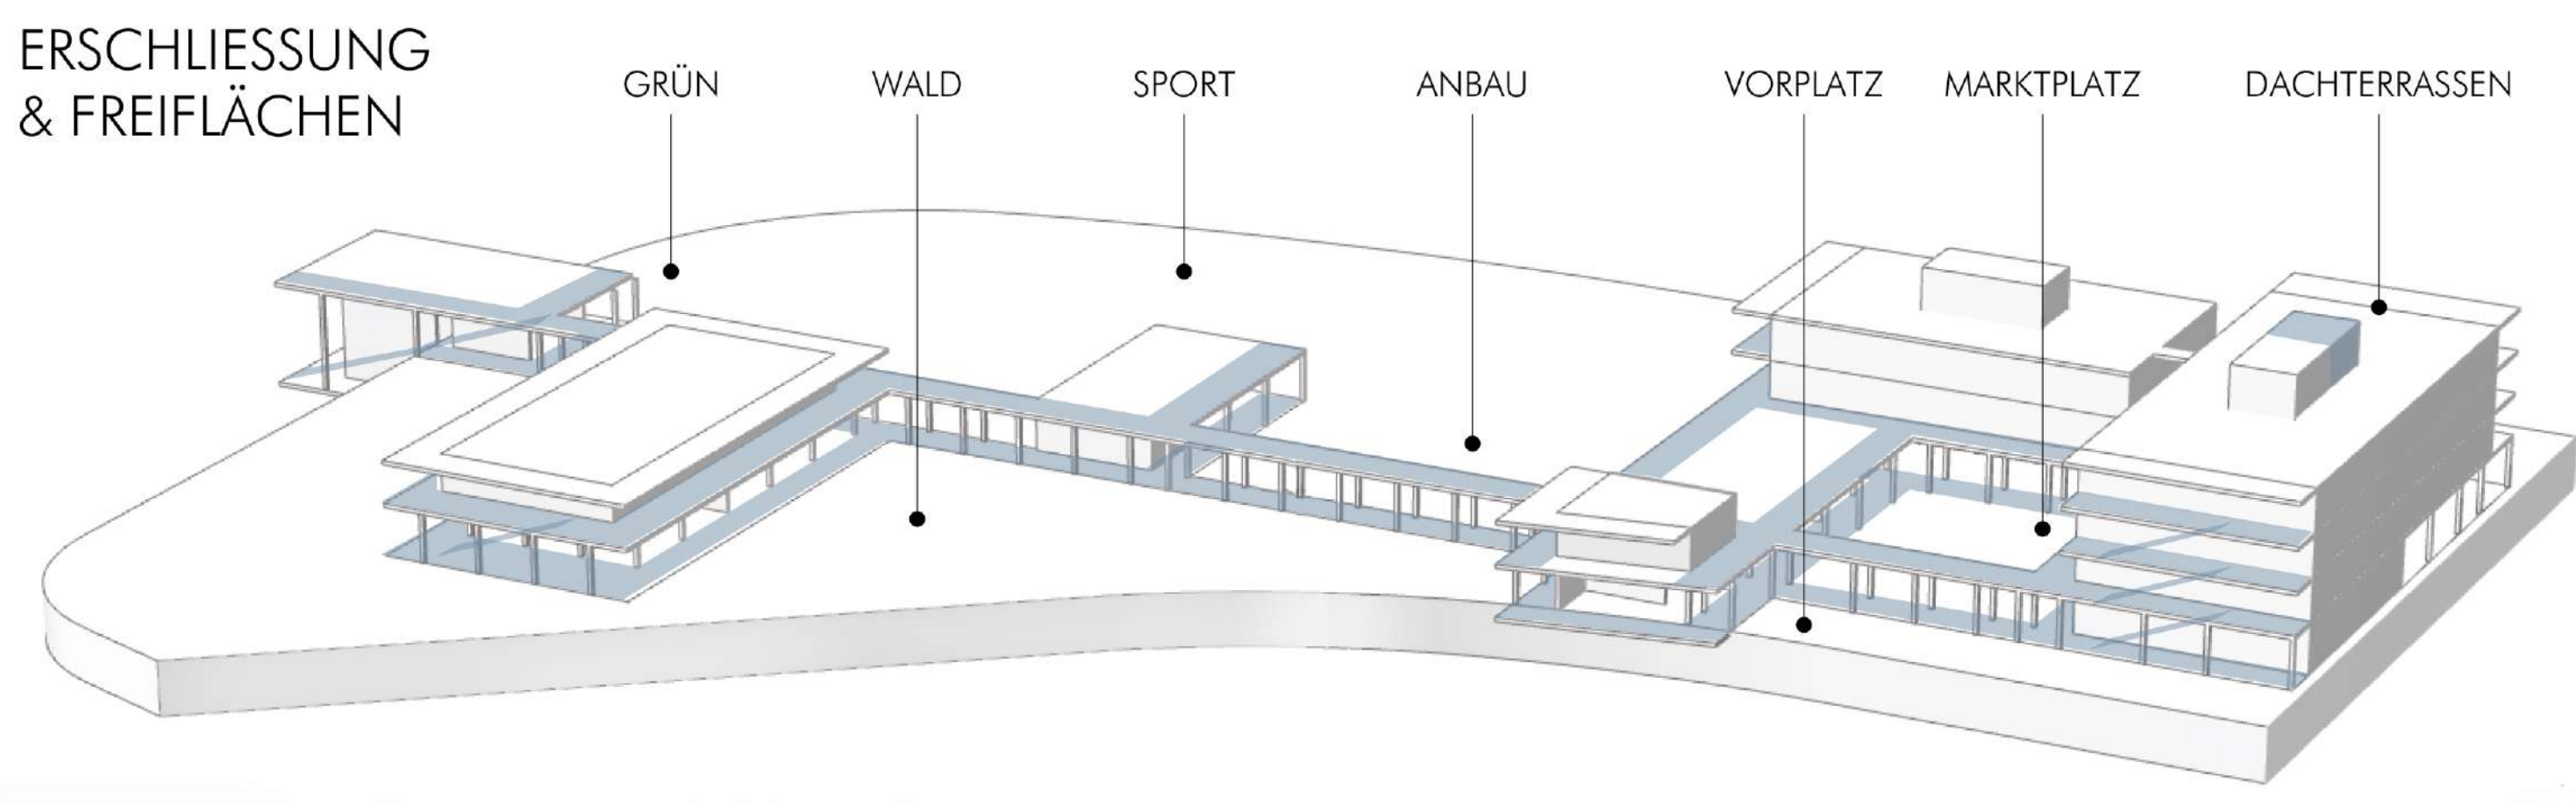 ERSCHLIESSUNG
& FREIFLÄCHEN
GRÜN
WALD
SPORT
ANBAU
VORPLATZ
MARKTPLATZ
DACHTERRASSEN